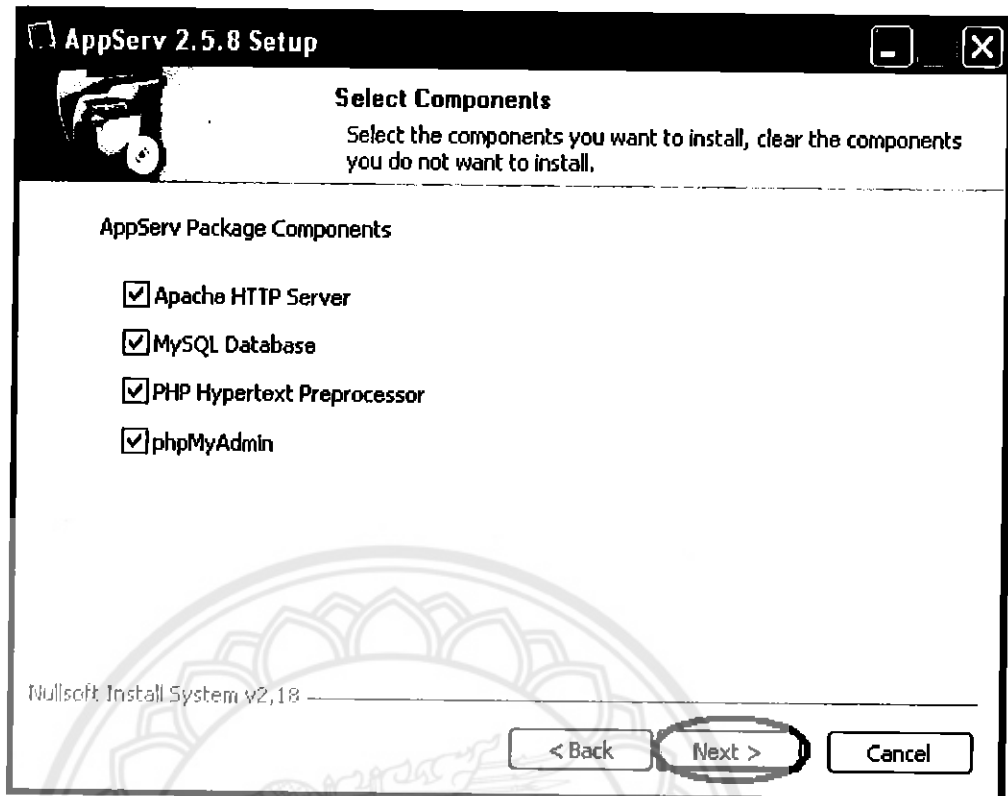 AppServ 2.5.8 Setup
Select Components
Select the components you want to install, clear the components
you do not want to install.
AppServ Package Components
Apache HTTP Server
MySQL Database
PHP Hypertext Preprocessor
phpMyAdmin
Nullsoft Install System v2.18
< Back
Next >
Cancel